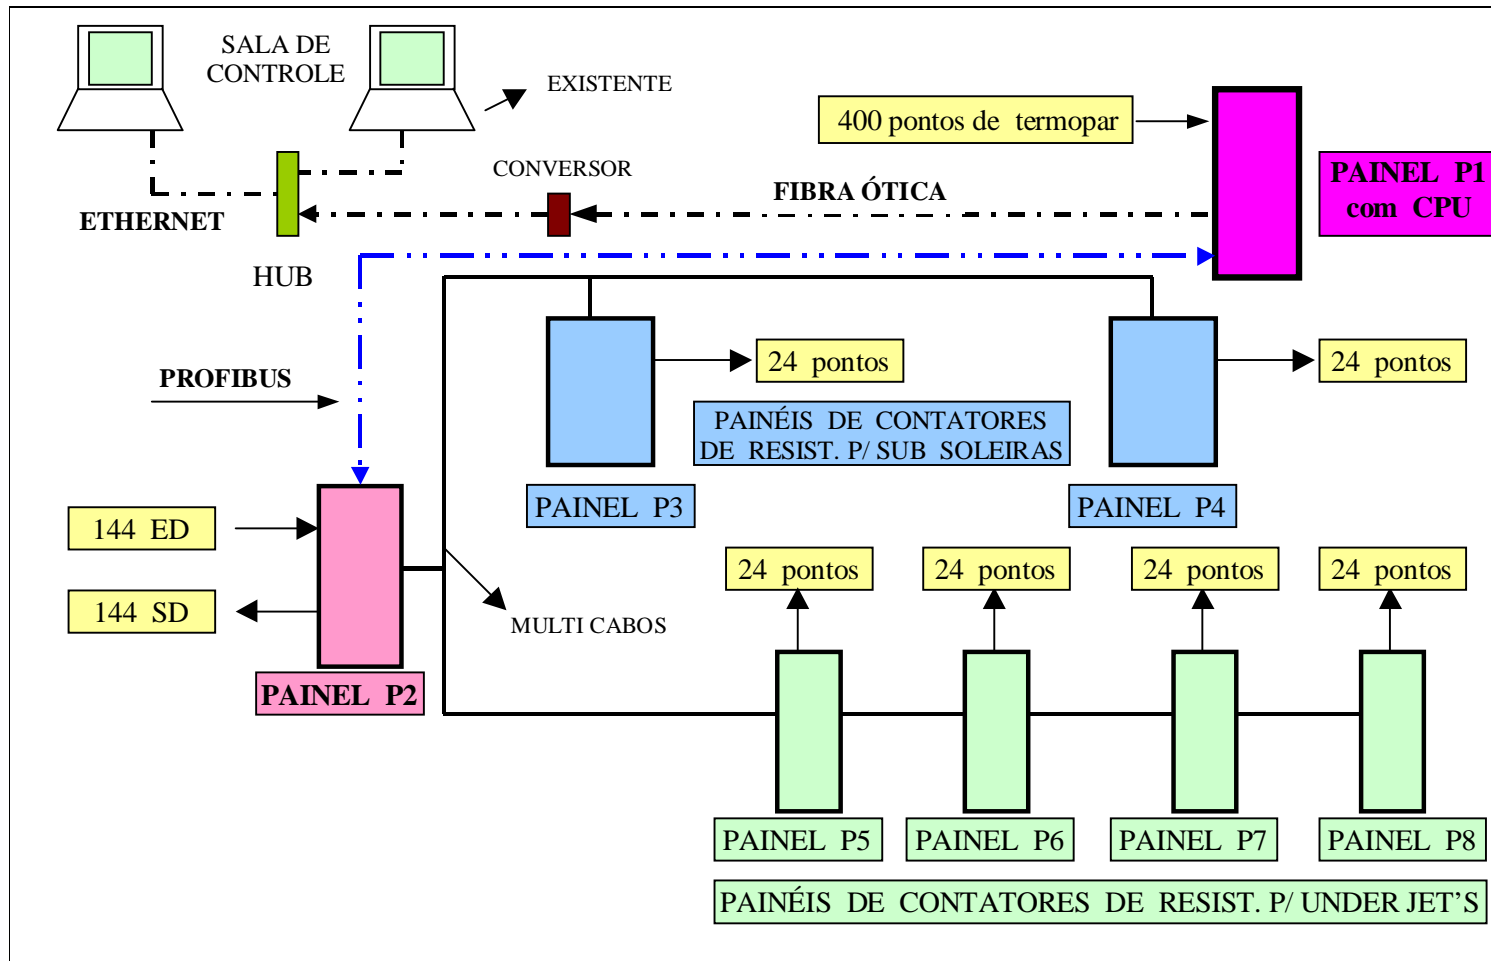 SALA DE
CONTROLE
EXISTENTE
400 pontos de termopar
CONVERSOR
FIBRA ÓTICA
PAINEL P1
com CPU
ETHERNET
HUB
PROFIBUS
24 pontos
24 pontos
PAINÉIS DE CONTATORES
DE RESIST. P/ SUB SOLEIRAS
PAINEL P3
PAINEL P4
144 ED
144 SD
24 pontos
24 pontos
24 pontos
24 pontos
MULTI CABOS
PAINEL P2
PAINEL P5
PAINEL P6
PAINEL P7
PAINEL P8
PAINÉIS DE CONTATORES DE RESIST. P/ UNDER JET’S